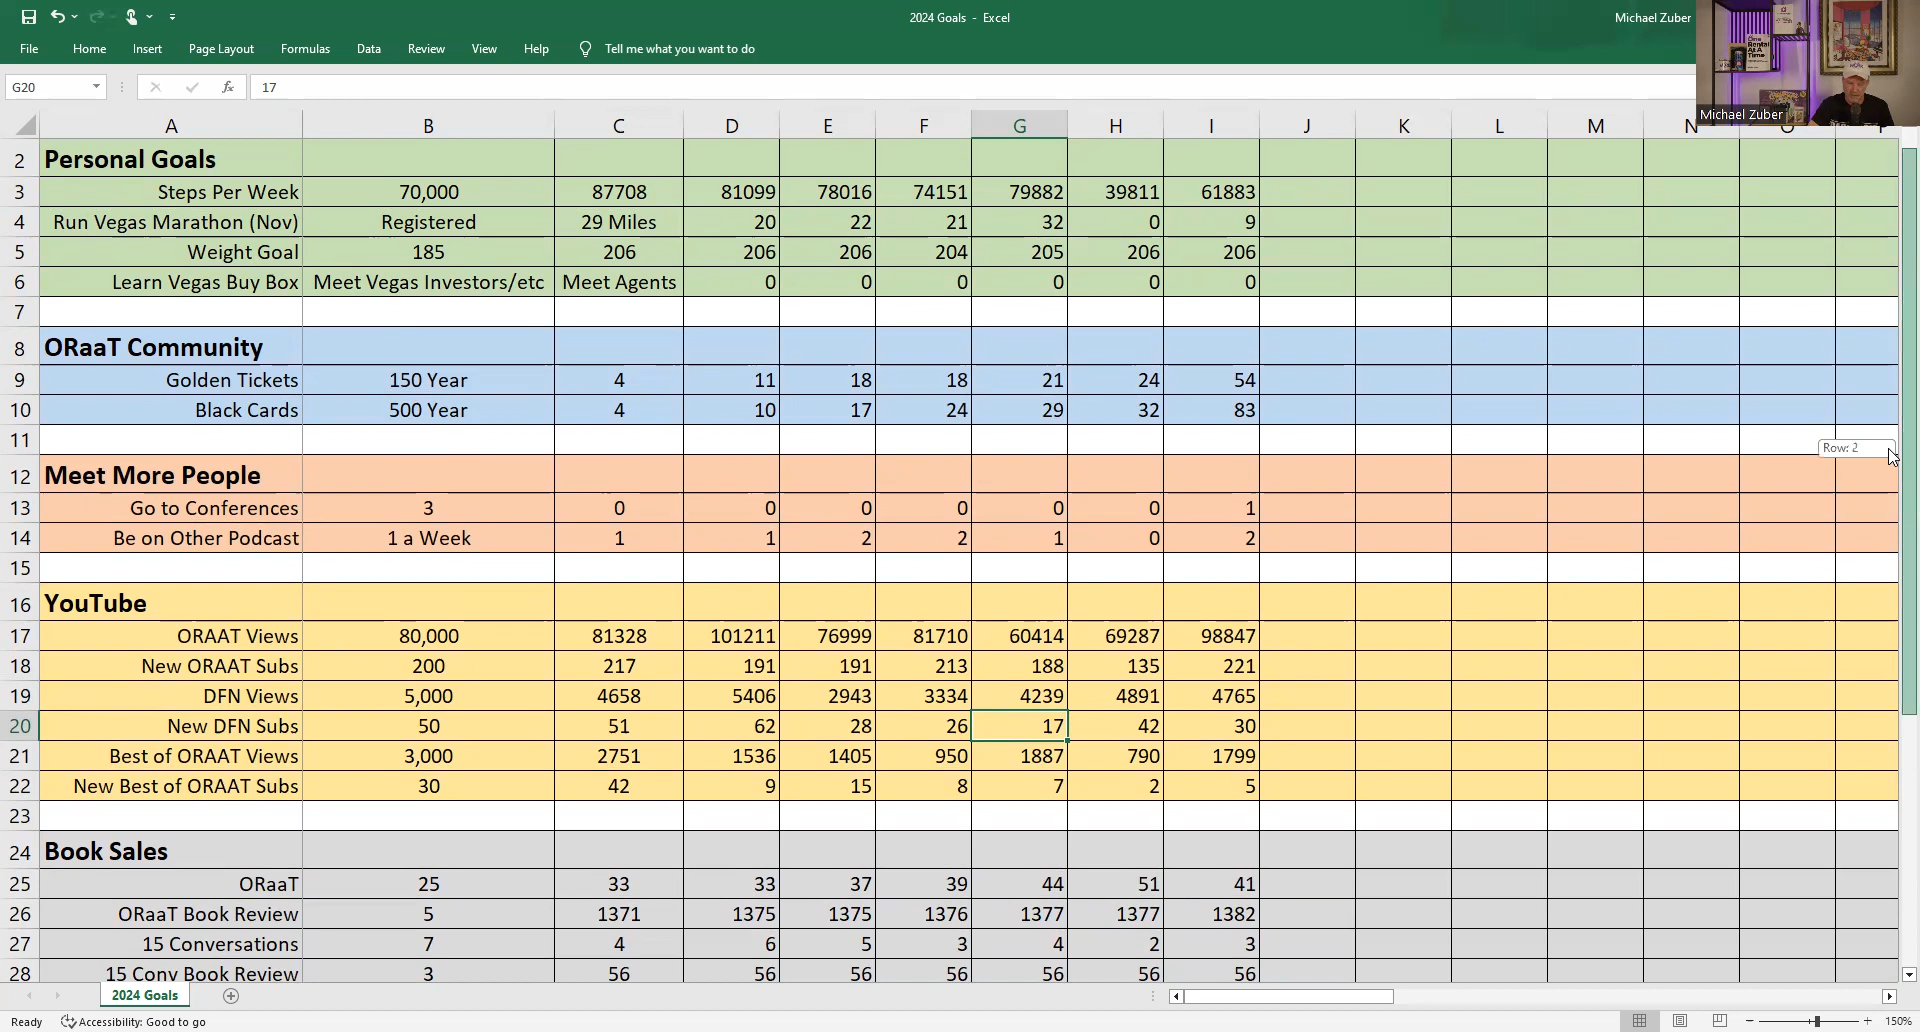 2024 Goals - Excel
Michael Zuber
File Home Insert Page Layout Formulas Data Review View Help Tell me what you want to do
G20 fx 17
A B C D E F G H I J K L M N O
2 Personal Goals
3 Steps Per Week 70,000 87708 81099 78016 74151 79882 39811 61883
4 Run Vegas Marathon (Nov) Registered 29 Miles 20 22 21 32 0 9
5 Weight Goal 185 206 206 206 204 205 206 206
6 Learn Vegas Buy Box Meet Vegas Investors/etc Meet Agents 0 0 0 0 0 0
7
8 ORaaT Community
9 Golden Tickets 150 Year 4 11 18 18 21 24 54
10 Black Cards 500 Year 4 10 17 24 29 32 83
11
Row: 2
12 Meet More People
13 Go to Conferences 3 0 0 0 0 0 0 1
14 Be on Other Podcast 1 a Week 1 1 2 2 1 0 2
15
16 YouTube
17 ORAAT Views 80,000 81328 101211 76999 81710 60414 69287 98847
18 New ORAAT Subs 200 217 191 191 213 188 135 221
19 DFN Views 5,000 4658 5406 2943 3334 4239 4891 4765
20 New DFN Subs 50 51 62 28 26 17 42 30
21 Best of ORAAT Views 3,000 2751 1536 1405 950 1887 790 1799
22 New Best of ORAAT Subs 30 42 9 15 8 7 2 5
23
24 Book Sales
25 ORaaT 25 33 33 37 39 44 51 41
26 ORaaT Book Review 5 1371 1375 1375 1376 1377 1377 1382
27 15 Conversations 7 4 6 5 3 4 2 3
28 15 Conv Book Review 3 56 56 56 56 56 56 56
2024 Goals
Ready Accessibility: Good to go 150%
One
Rental
At A
Time
Michael Zuber